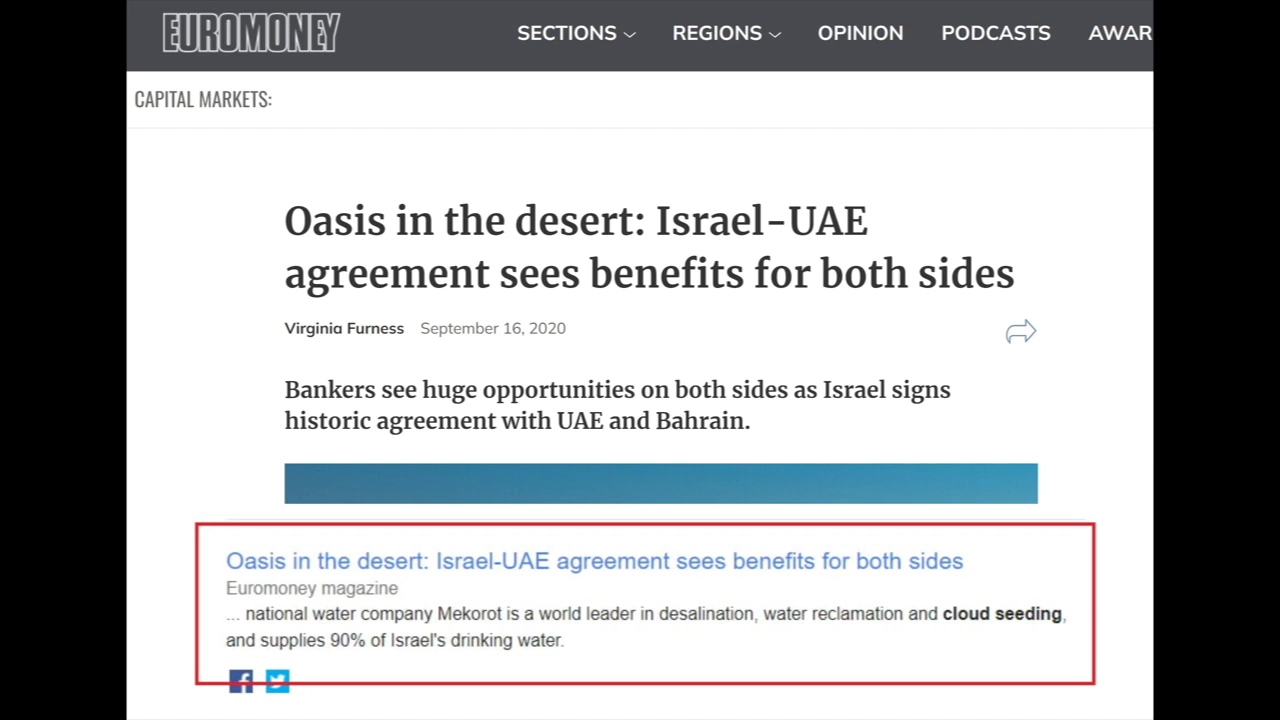 EUROMONEY
SECTIONS REGIONS OPINION PODCASTS AWAR
CAPITAL MARKETS:
Oasis in the desert: Israel-UAE
agreement sees benefits for both sides
Virginia Furness September 16, 2020
Bankers see huge opportunities on both sides as Israel signs
historic agreement with UAE and Bahrain.
Oasis in the desert: Israel-UAE agreement sees benefits for both sides
Euromoney magazine
... national water company Mekorot is a world leader in desalination, water reclamation and cloud seeding,
and supplies 90% of Israel's drinking water.